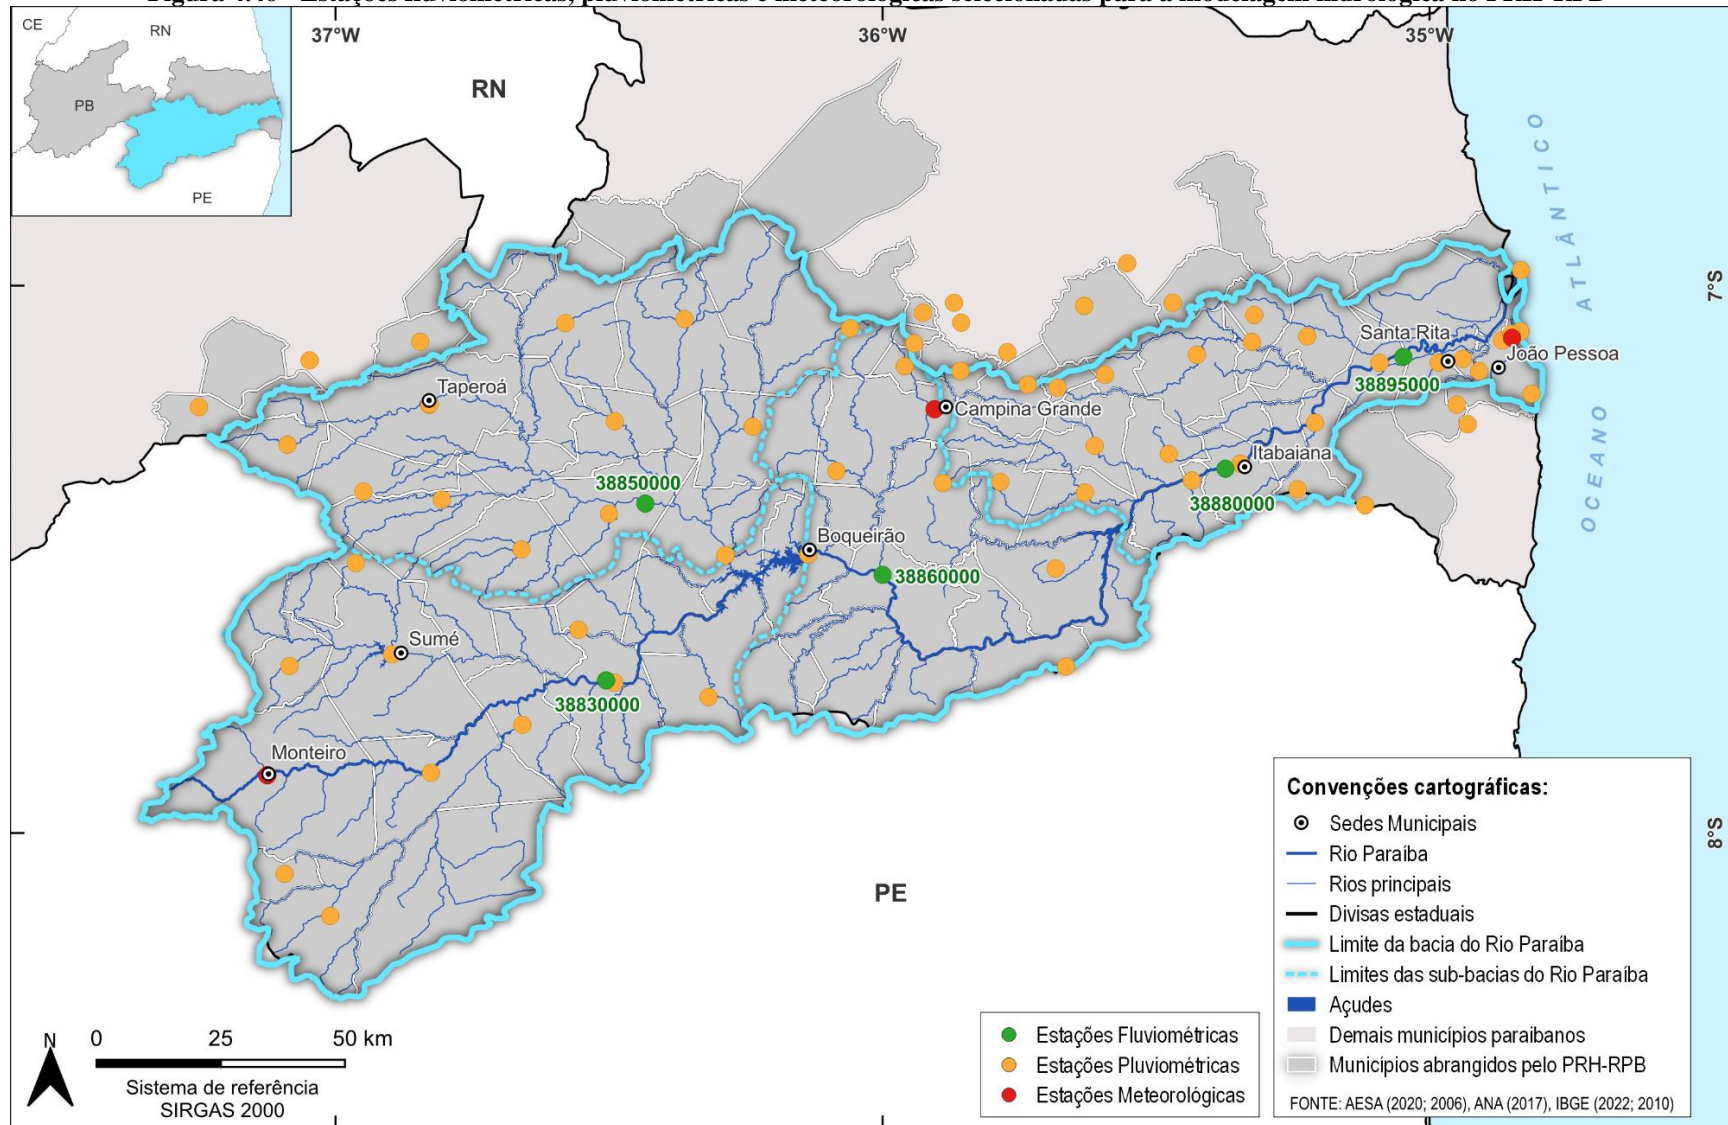 CE
RN
PB
PE
37°W
36°W
35°W
RN
OCEANO ATLÂNTICO
7°S
Santa Rita
João Pessoa
38895000
Taperoá
Campina Grande
Itabaiana
38850000
38880000
Boqueirão
38860000
Sumé
38830000
Monteiro
8°S
PE
Convenções cartográficas:
Sedes Municipais
Rio Paraíba
Rios principais
Divisas estaduais
Limite da bacia do Rio Paraíba
Limites das sub-bacias do Rio Paraíba
Açudes
Demais municípios paraibanos
Municípios abrangidos pelo PRH-RPB
FONTE: AESA (2020; 2006), ANA (2017), IBGE (2022; 2010)
Estações Fluviométricas
Estações Pluviométricas
Estações Meteorológicas
N
0 25 50 km
Sistema de referência
SIRGAS 2000